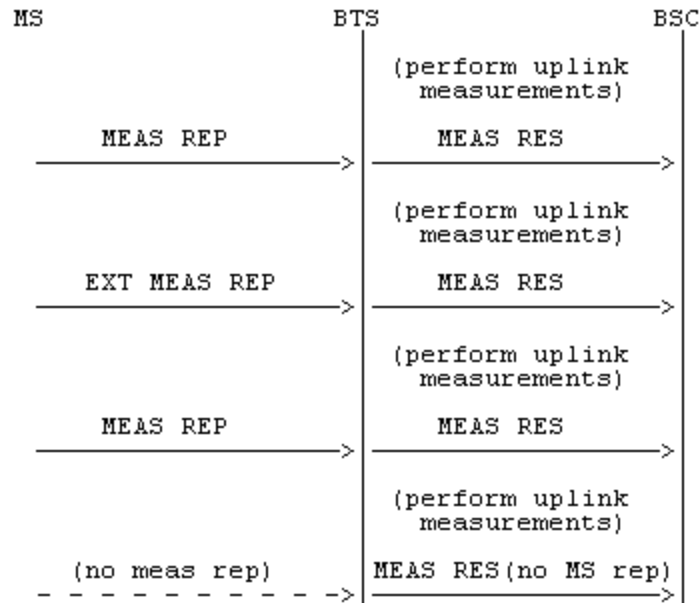 MS BTS BSC
(perform uplink
measurements)
MEAS REP MEAS RES
(perform uplink
measurements)
EXT MEAS REP MEAS RES
(perform uplink
measurements)
MEAS REP MEAS RES
(perform uplink
measurements)
(no meas rep) MEAS RES(no MS rep)